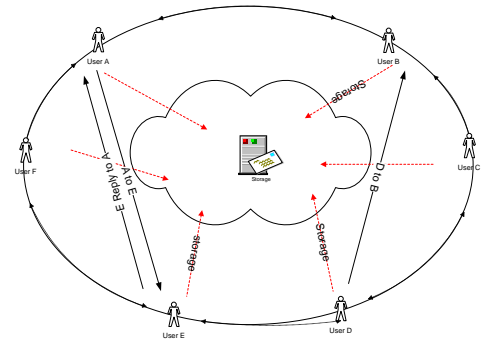 User A
User B
Storage
E Reply to A
A to E
Storage
D to B
User F
User C
storage
Storage
User E
User D